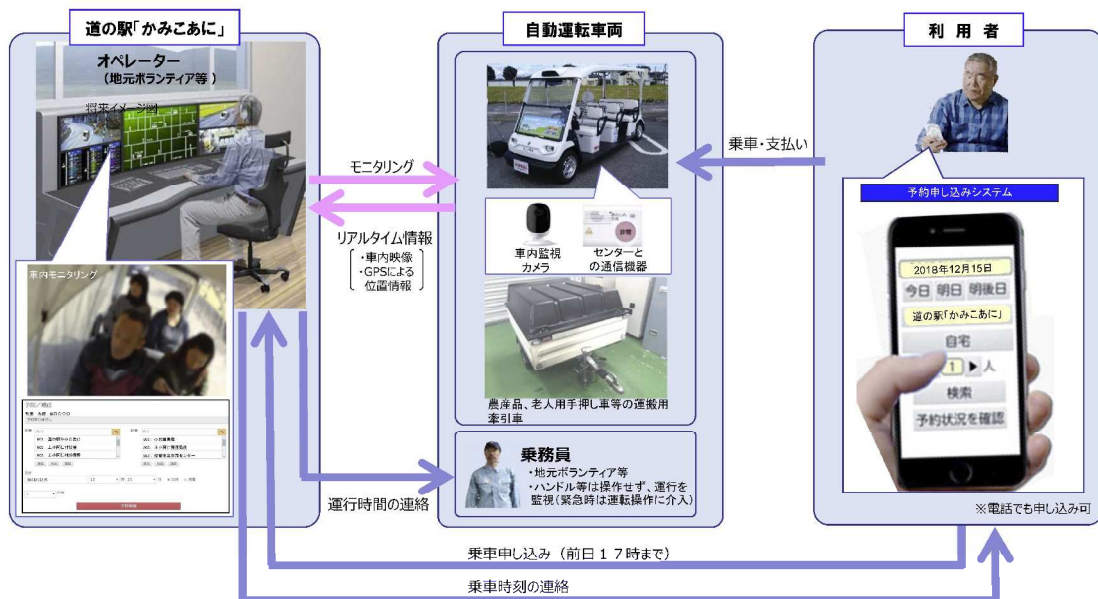 道の駅「かみこあに」
オペレーター
（地元ボランティア等 ）
将来イメージ図
車内モニタリング
モニタリング
リアルタイム情報
・車内映像
・GPSによる
位置情報
自動運転車両
車内監視
カメラ
センターと
の通信機器
農産品、老人用手押し車等の運搬用
牽引車
乗務員
・地元ボランティア等
・ハンドル等は操作せず、運行を
監視（緊急時は運転操作に介入）
運行時間の連絡
乗車・支払い
利 用 者
予約申し込みシステム
2018年12月15日
今日 明日 明後日
道の駅「かみこあに」
自宅
1 ▶ 人
検索
予約状況を確認
※電話でも申し込み可
乗車申し込み（前日１７時まで）
乗車時刻の連絡